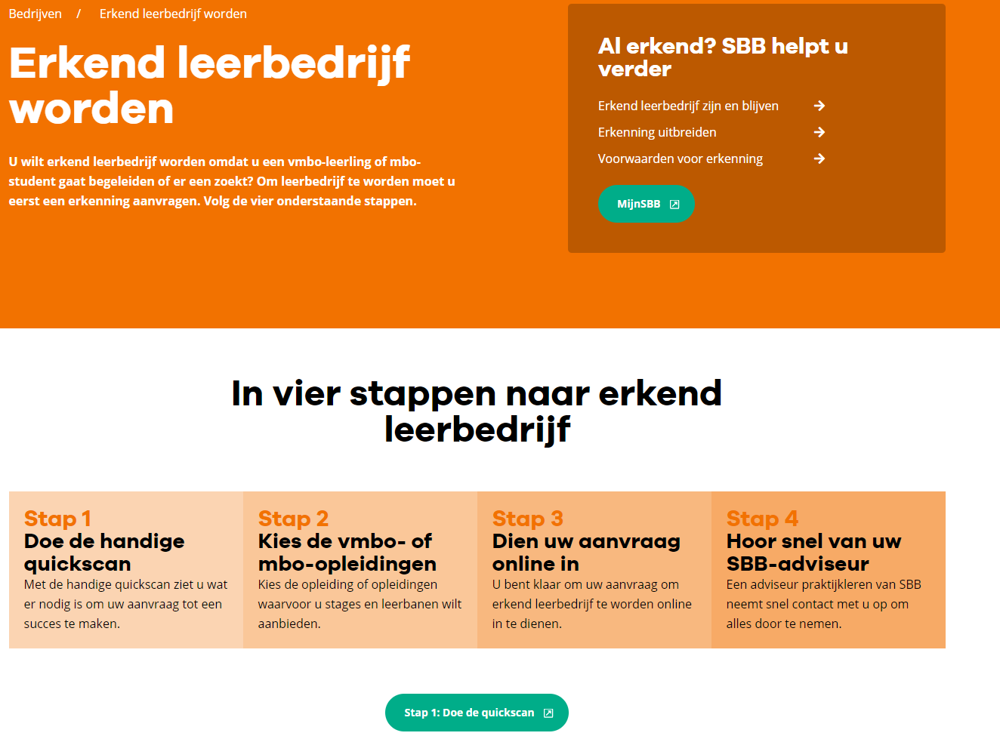 Bedrijven / Erkend leerbedrijf worden
Erkend leerbedrijf
worden
U wilt erkend leerbedrijf worden omdat u een vmbo-leerling of mbo-
student gaat begeleiden of er een zoekt? Om leerbedrijf te worden moet u
eerst een erkenning aanvragen. Volg de vier onderstaande stappen.
Al erkend? SBB helpt u
verder
Erkend leerbedrijf zijn en blijven
Erkenning uitbreiden
Voorwaarden voor erkenning
MijnSBB
In vier stappen naar erkend
leerbedrijf
Stap 1
Doe de handige
quickscan
Met de handige quickscan ziet u wat
er nodig is om uw aanvraag tot een
succes te maken.
Stap 2
Kies de vmbo- of
mbo-opleidingen
Kies de opleiding of opleidingen
waarvoor u stages en leerbanen wilt
aanbieden.
Stap 3
Dien uw aanvraag
online in
U bent klaar om uw aanvraag om
erkend leerbedrijf te worden online
in te dienen.
Stap 4
Hoor snel van uw
SBB-adviseur
Een adviseur praktijkleren van SBB
neemt snel contact met u op om
alles door te nemen.
Stap 1: Doe de quickscan